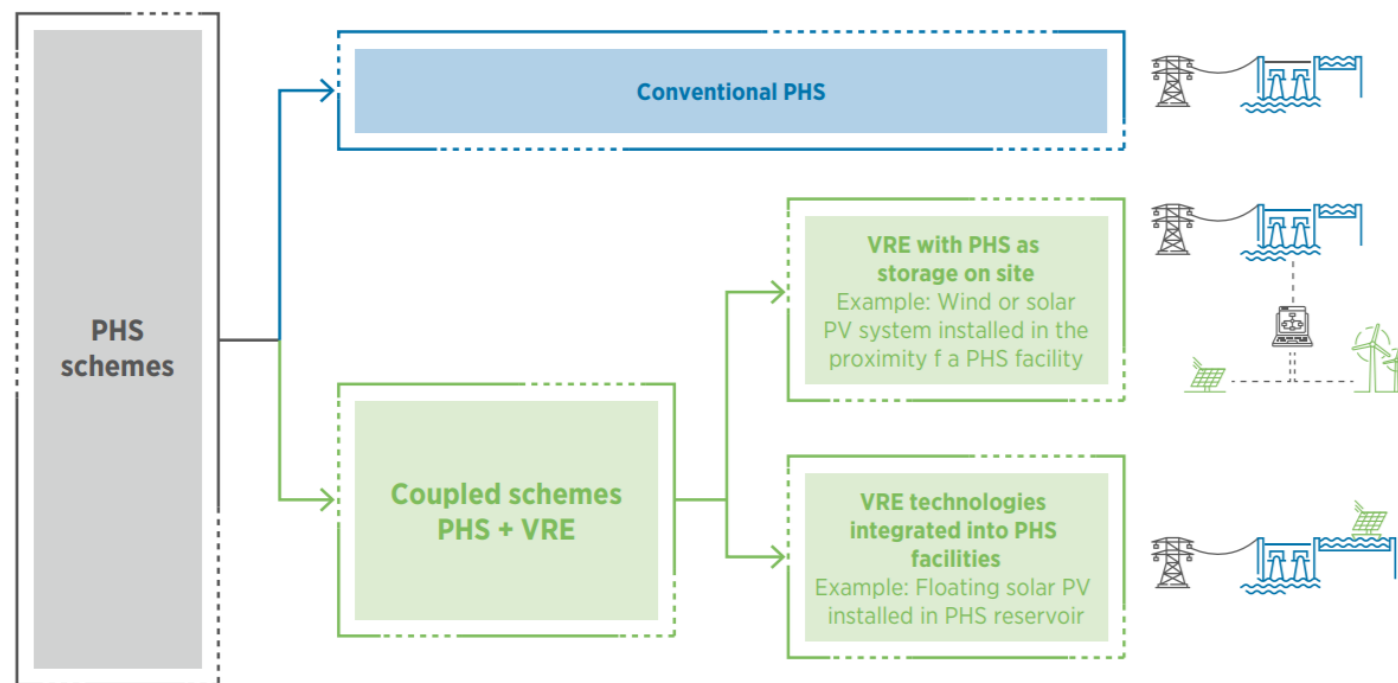 PHS
schemes
Conventional PHS
Coupled schemes
PHS + VRE
VRE with PHS as
storage on site
Example: Wind or solar
PV system installed in the
proximity f a PHS facility
VRE technologies
integrated into PHS
facilities
Example: Floating solar PV
installed in PHS reservoir